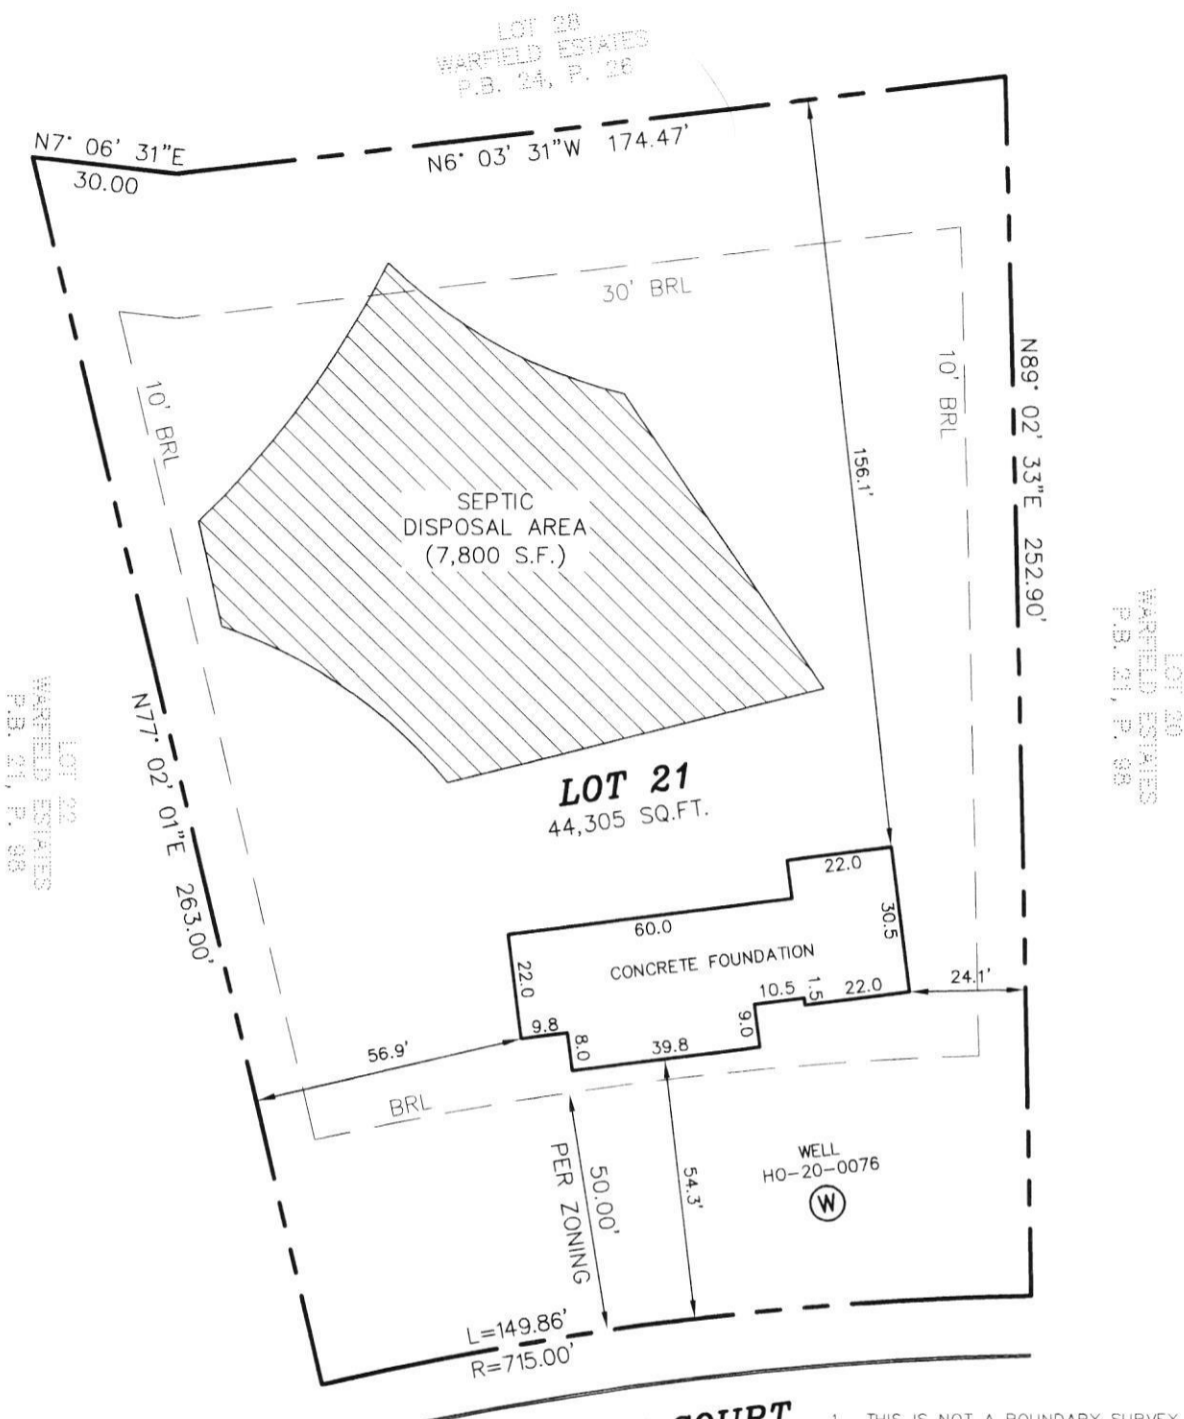 LOT 28
WARFIELD ESTATES
P.B. 24, P. 26
N7° 06' 31"E
30.00
N6° 03' 31"W 174.47'
30' BRL
10' BRL
10' BRL
N89° 02' 33"E 252.90'
156.1'
SEPTIC
DISPOSAL AREA
(7,800 S.F.)
LOT 20
WARFIELD ESTATES
P.B. 21, P. 98
LOT 22
WARFIELD ESTATES
P.B. 21, P. 98
N77° 02' 01"E 263.00'
LOT 21
44,305 SQ.FT.
22.0
60.0
30.5
CONCRETE FOUNDATION
22.0
10.5
1.5
22.0
24.1'
9.8
8.0
39.8
9.0
56.9'
BRL
50.00'
PER ZONING
54.3'
WELL
HO-20-0076
W
L=149.86'
R=715.00'
COURT
1. THIS IS NOT A BOUNDARY SURVEY